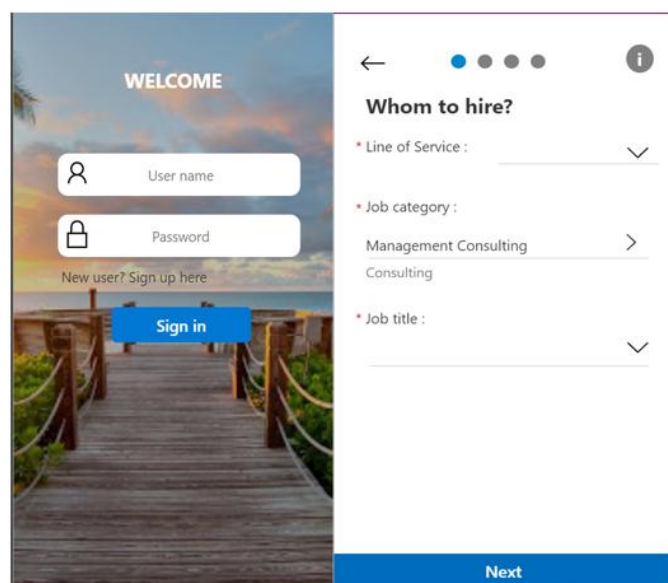 WELCOME
User name
Password
New user? Sign up here
Sign in
i
Whom to hire?
* Line of Service :
* Job category :
Management Consulting
Consulting
* Job title :
Next